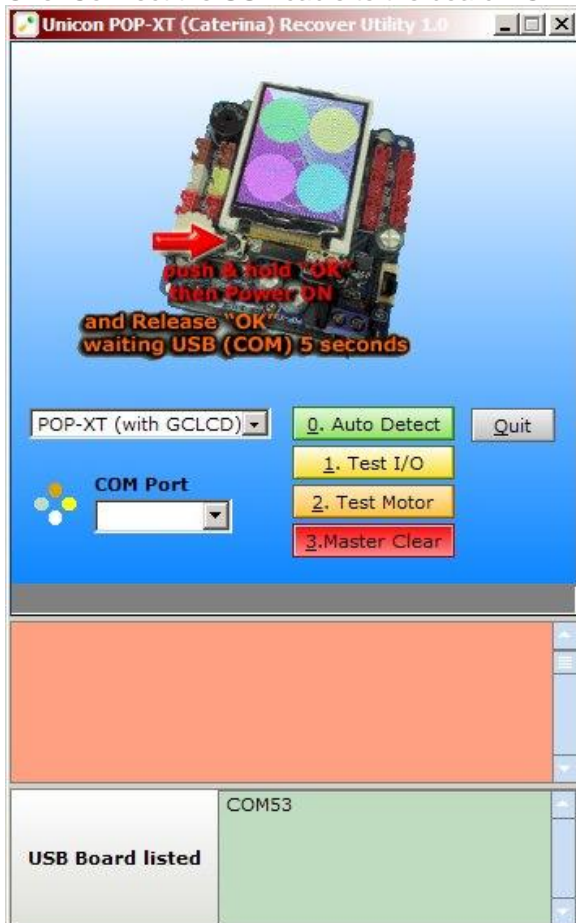 Unicon POP-XT (Caterina) Recover Utility 1.0
push & hold "OK"
then Power ON
and Release "OK"
waiting USB (COM) 5 seconds
POP-XT (with GCLCD)
0. Auto Detect
Quit
1. Test I/O
COM Port
2. Test Motor
3.Master Clear
COM53
USB Board listed